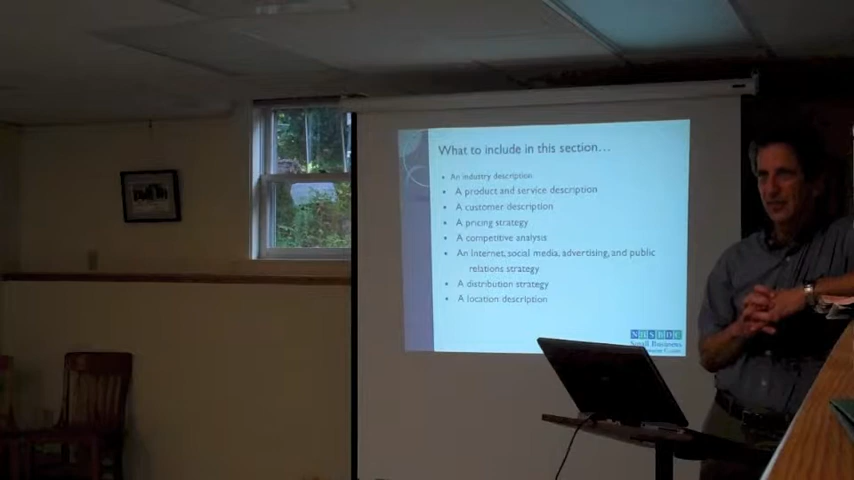 What to include in this section...
• An industry description
• A product and service description
• A customer description
• A pricing strategy
• A competitive analysis
• An Internet, social media, advertising, and public
relations strategy
• A distribution strategy
• A location description
NHSBDC
Small Business